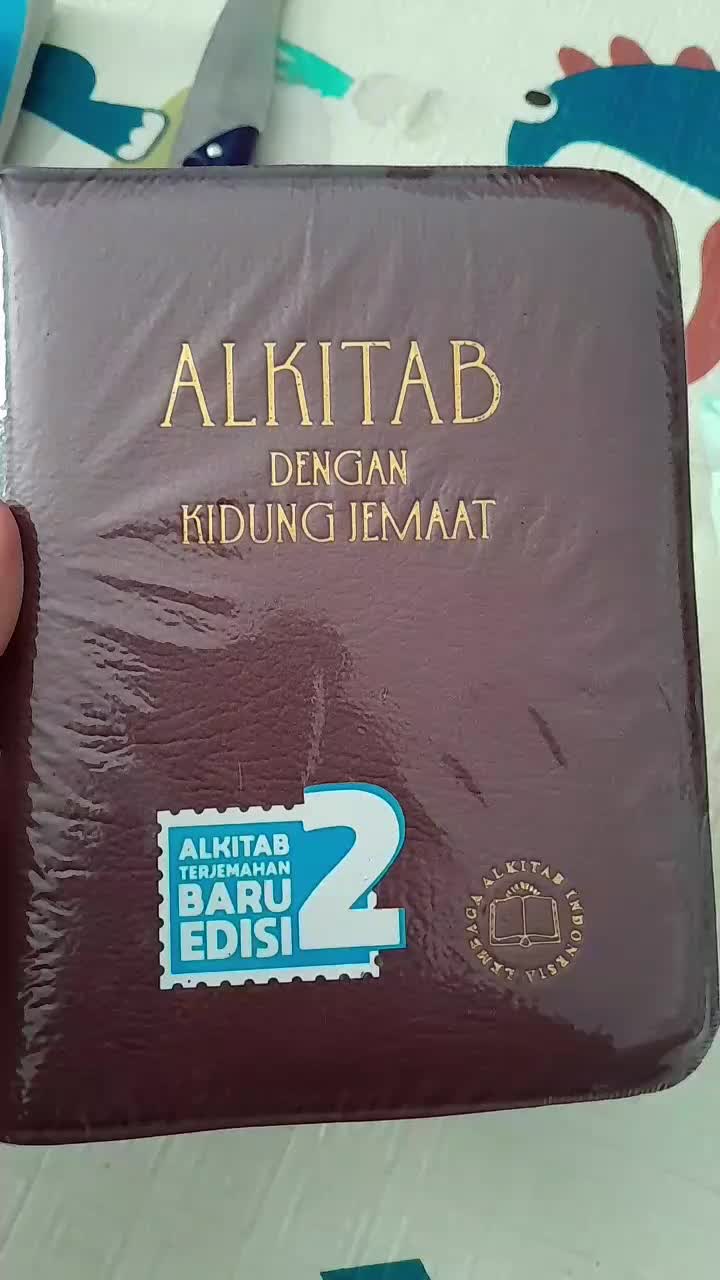 ALKITAB
DENGAN
KIDUNG JEMAAT
ALKITAB
TERJEMAHAN
BARU
EDISI 2
LEMBAGA ALKITAB INDONESIA